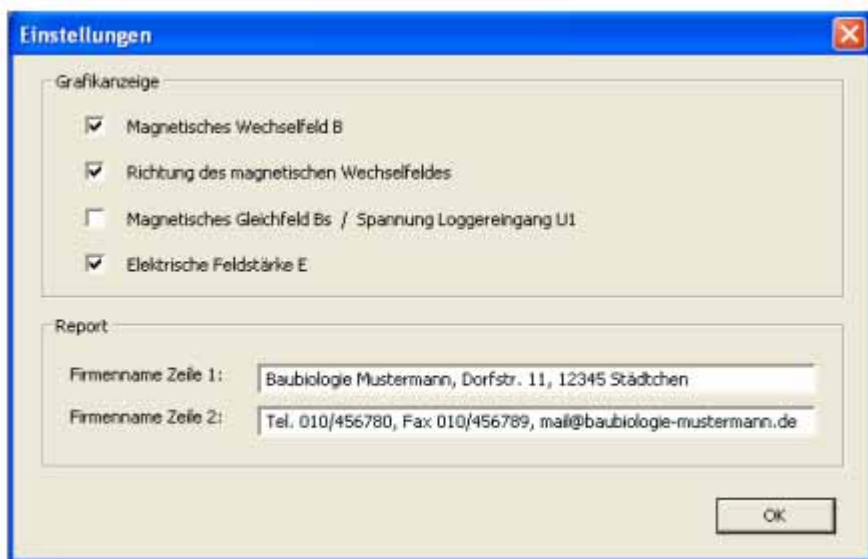 Einstellungen
Grafikanzeige
Magnetisches Wechselfeld B
Richtung des magnetischen Wechselfeldes
Magnetisches Gleichfeld Bs / Spannung Loggereingang U1
Elektrische Feldstärke E
Report
Firmenname Zeile 1: Baubiologie Mustermann, Dorfstr. 11, 12345 Städtchen
Firmenname Zeile 2: Tel. 010/456780, Fax 010/456789, mail@baubiologie-mustermann.de
OK